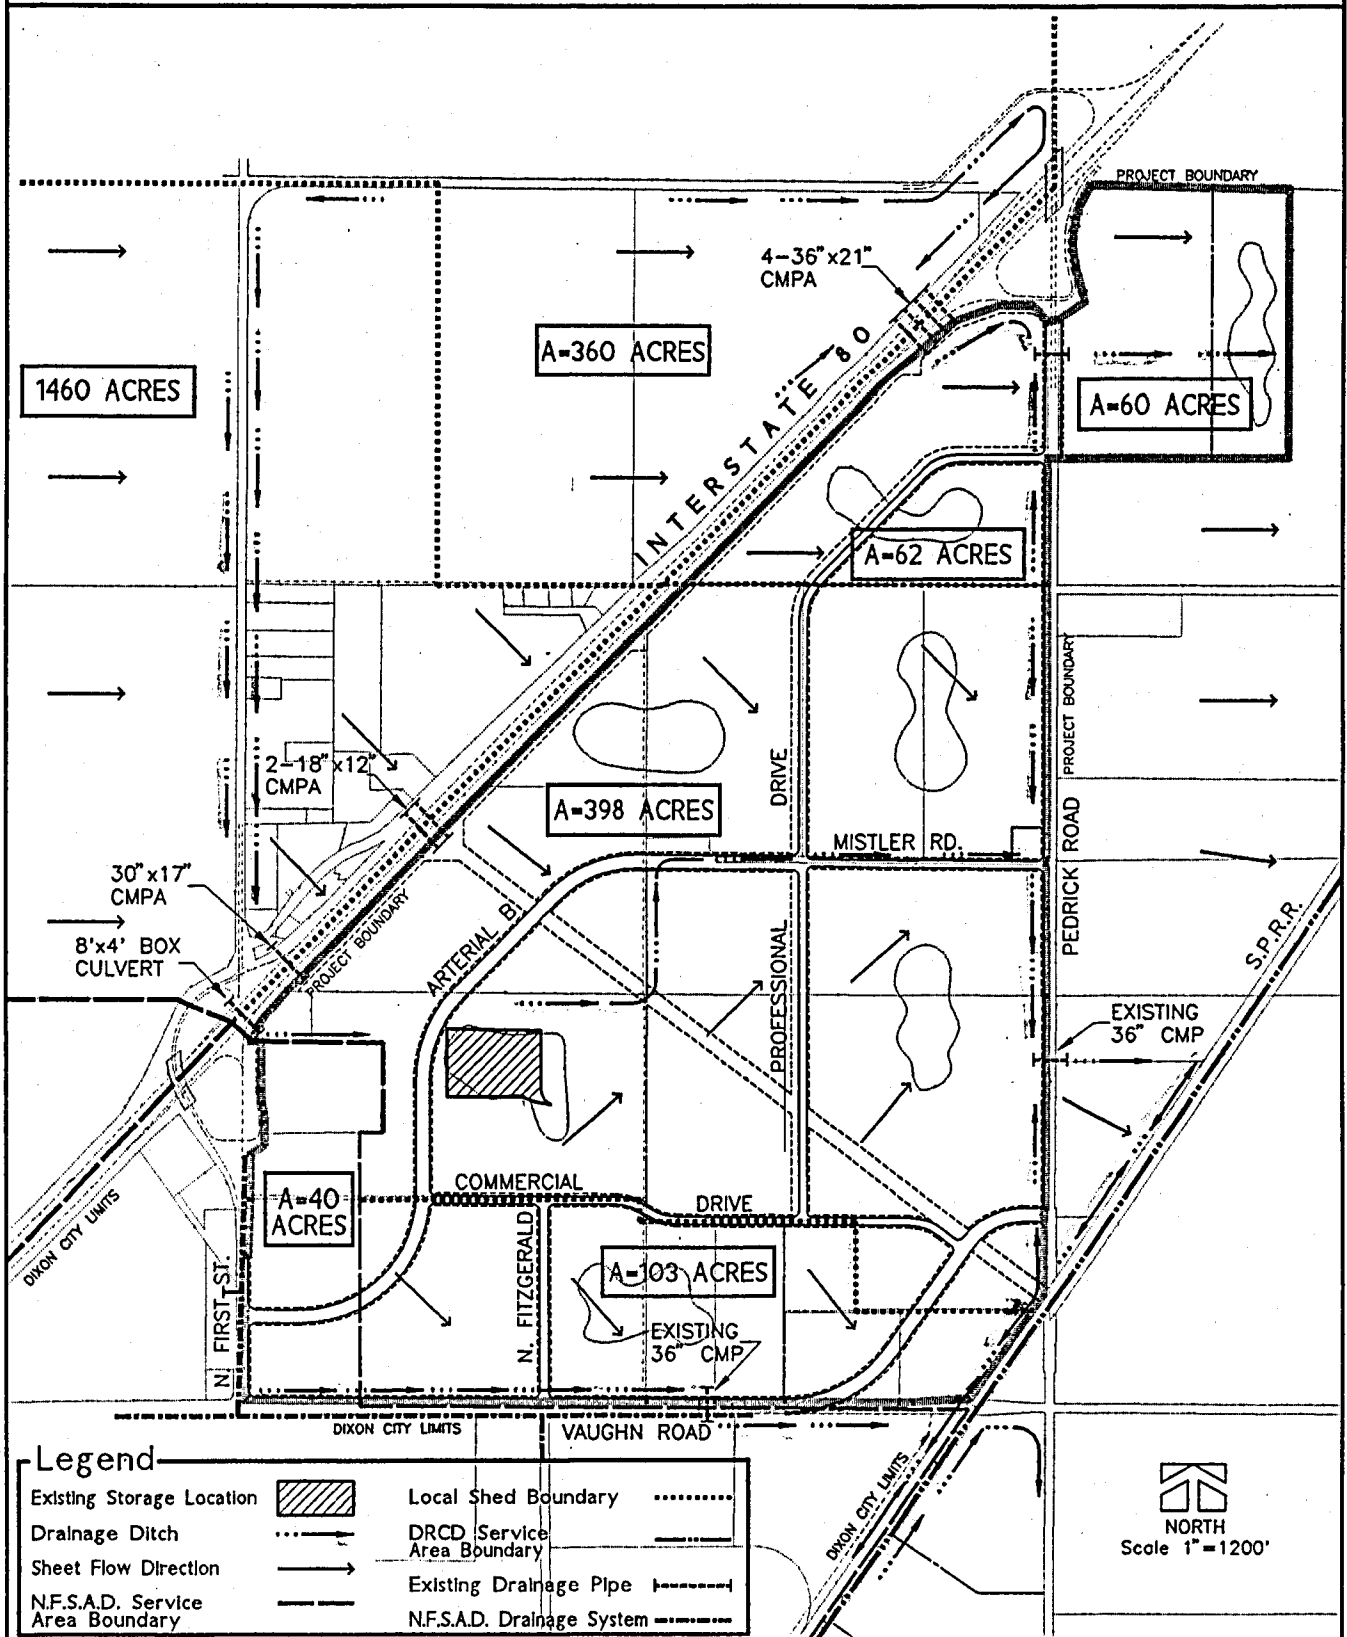 PROJECT BOUNDARY
4-36"x21"
CMPA
INTERSTATE 80
A=360 ACRES
1460 ACRES
A=60 ACRES
A=62 ACRES
PROJECT BOUNDARY
2-18"x12"
CMPA
DRIVE
A=398 ACRES
MISTLER RD.
PEDRICK ROAD
30"x17"
CMPA
PROJECT BOUNDARY
ARTERIAL B
8'x4' BOX
CULVERT
S.P.R.R.
PROFESSIONAL
EXISTING
36" CMP
COMMERCIAL
DRIVE
A=40
ACRES
DIXON CITY LIMITS
N. FIRST ST.
N. FITZGERALD
A=103 ACRES
EXISTING
36" CMP
DIXON CITY LIMITS
VAUGHN ROAD
DIXON CITY LIMITS
Legend
Existing Storage Location
Drainage Ditch
Sheet Flow Direction
N.F.S.A.D. Service
Area Boundary
Local Shed Boundary
DRCD Service
Area Boundary
Existing Drainage Pipe
N.F.S.A.D. Drainage System
NORTH
Scale 1"=1200'